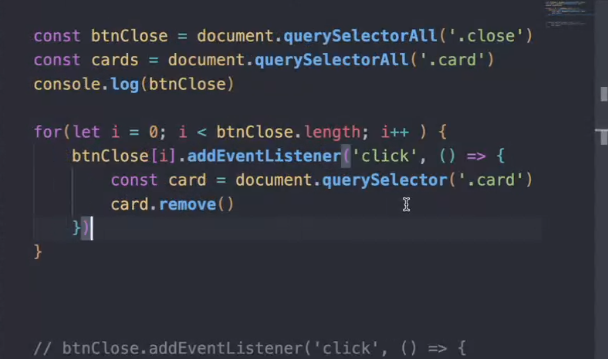 const btnClose = document.querySelectorAll('.close')
const cards = document.querySelectorAll('.card')
console.log(btnClose)
for(let i = 0; i < btnClose.length; i++ ) {
btnClose[i].addEventListener('click', () => {
const card = document.querySelector('.card')
card.remove()
})
}
// btnClose.addEventListener('click', () => {